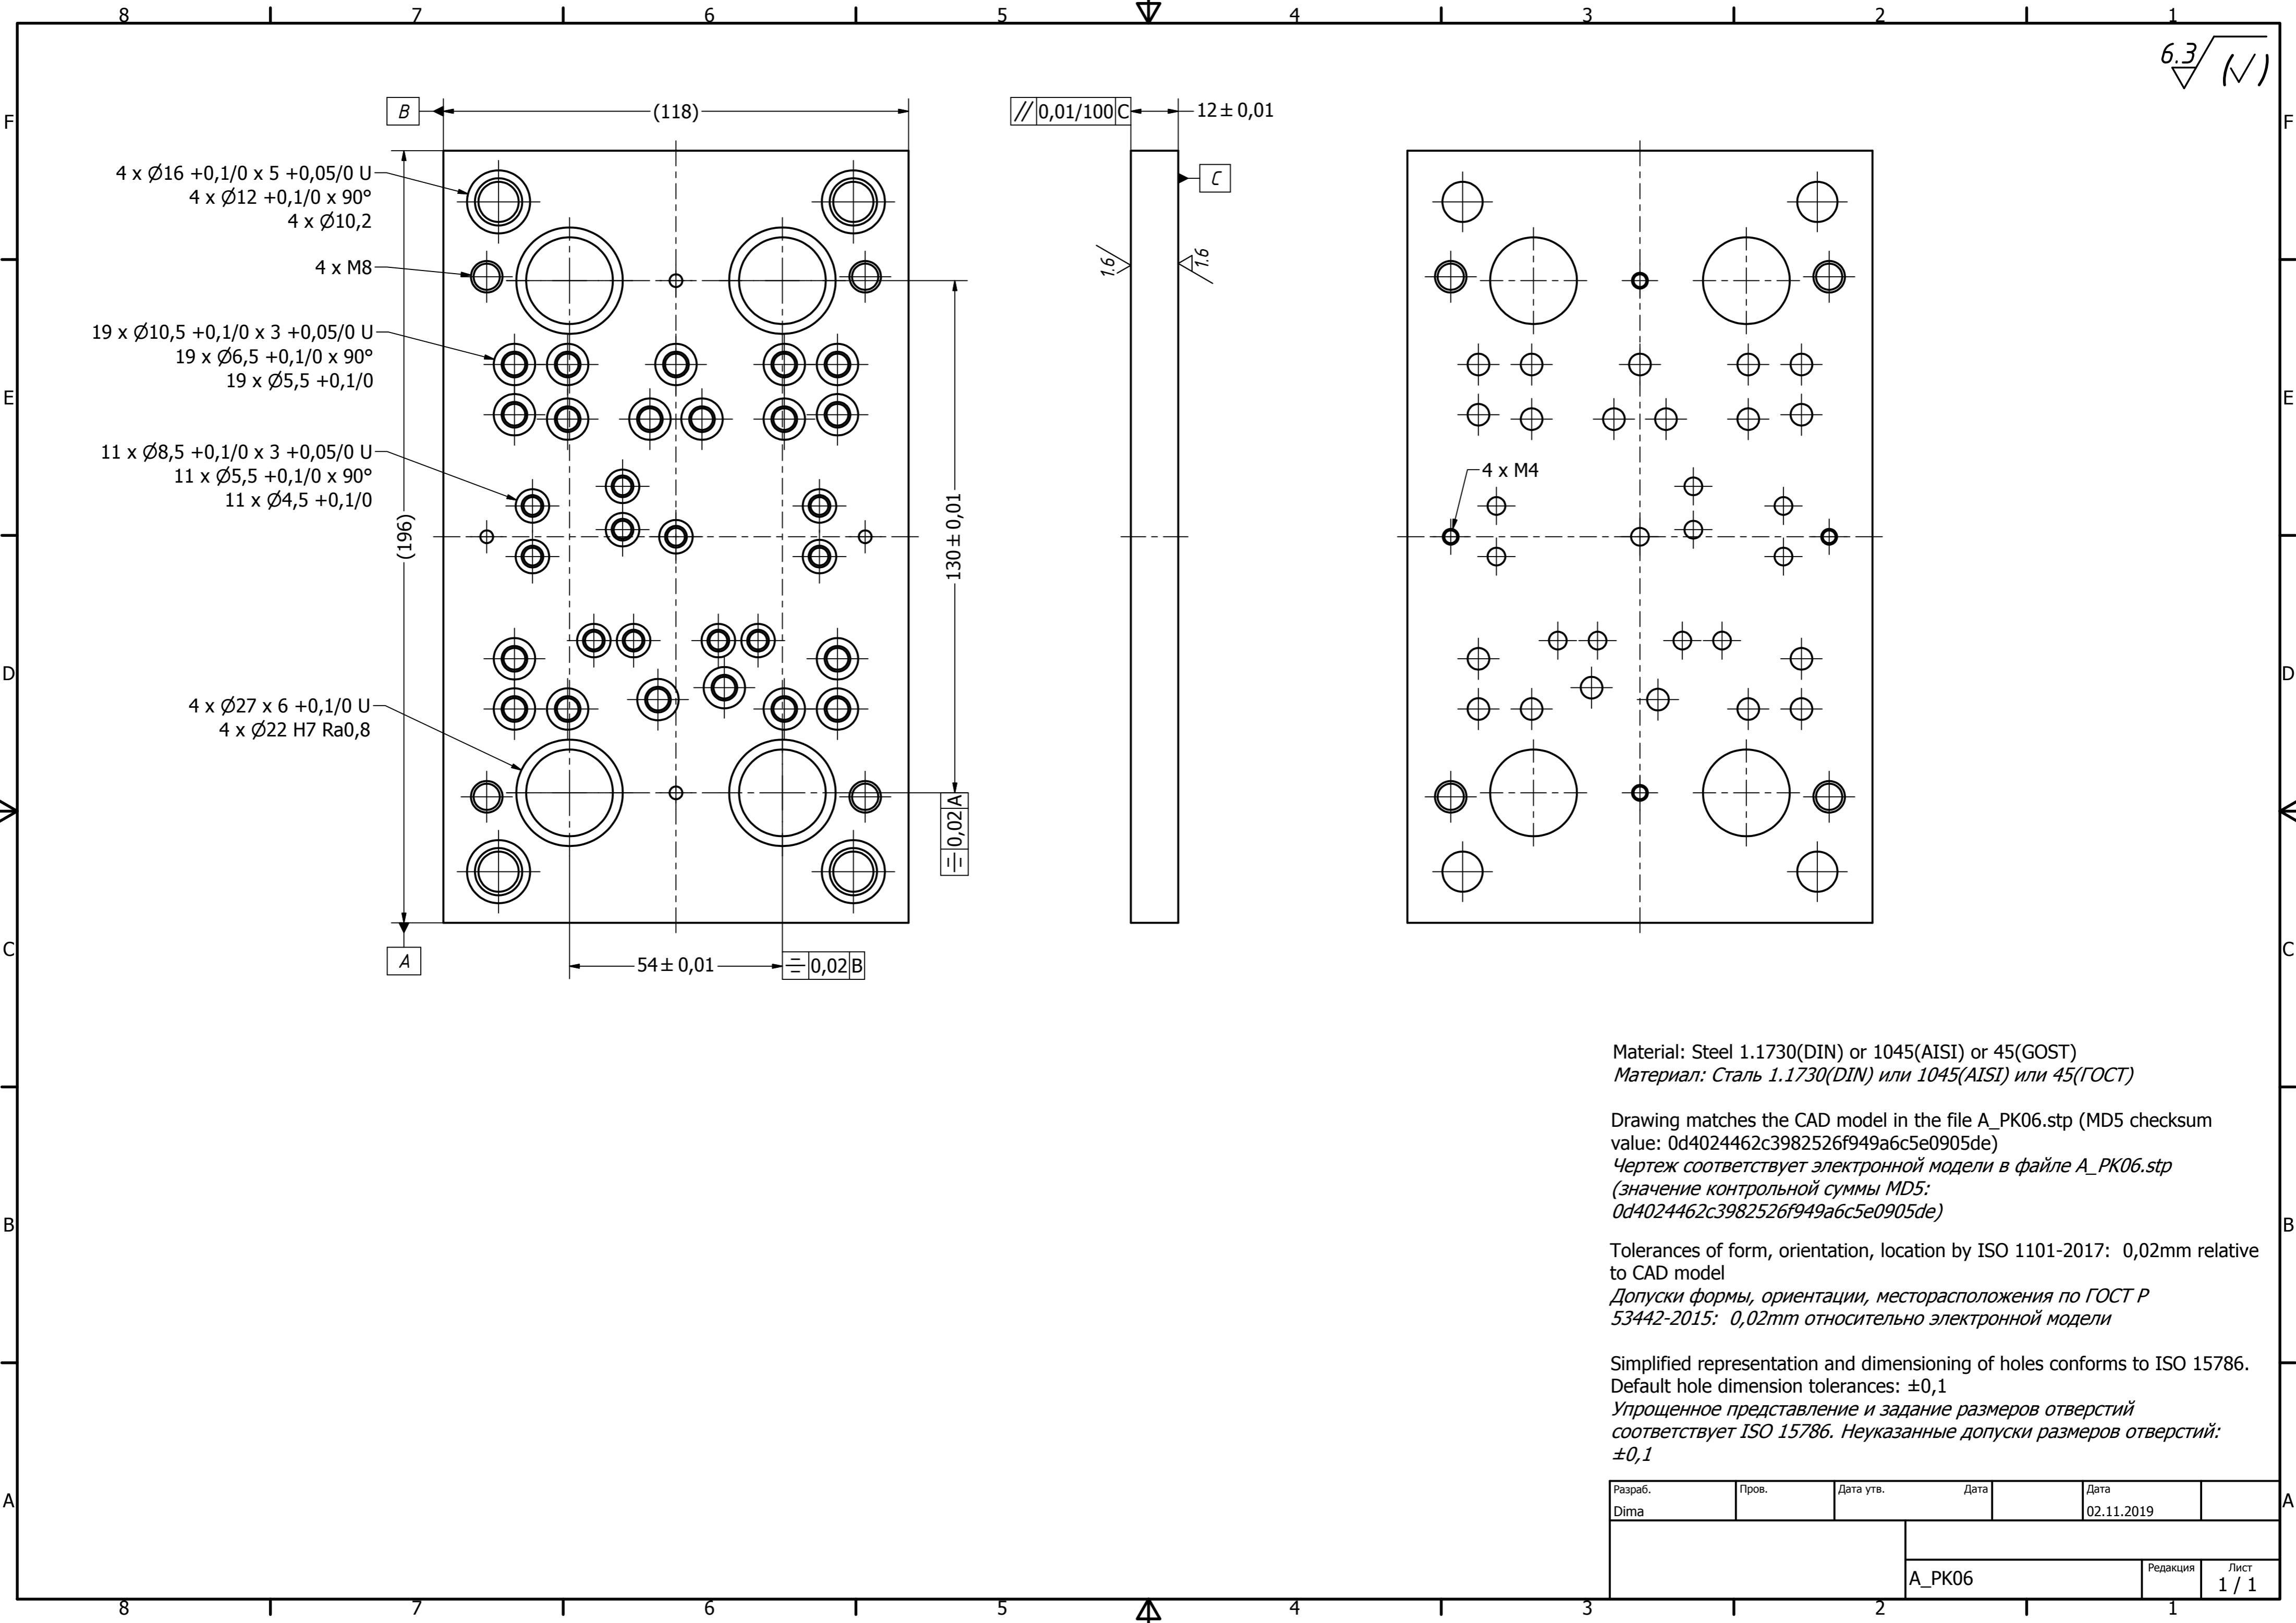 8 7 6 5 4 3 2 1
6.3 (√)
B (118) // 0,01/100 C 12±0,01
F F
4 x Ø16 +0,1/0 x 5 +0,05/0 U
4 x Ø12 +0,1/0 x 90°
4 x Ø10,2
C
4 x M8
1.6 1.6
19 x Ø10,5 +0,1/0 x 3 +0,05/0 U
19 x Ø6,5 +0,1/0 x 90°
19 x Ø5,5 +0,1/0
E E
11 x Ø8,5 +0,1/0 x 3 +0,05/0 U
11 x Ø5,5 +0,1/0 x 90°
11 x Ø4,5 +0,1/0
4 x M4
(196)
130±0,01
D D
4 x Ø27 x 6 +0,1/0 U
4 x Ø22 H7 Ra0,8
0,02 A
C C
A
54±0,01 0,02 B
Material: Steel 1.1730(DIN) or 1045(AISI) or 45(GOST)
Материал: Сталь 1.1730(DIN) или 1045(AISI) или 45(ГОСТ)
Drawing matches the CAD model in the file A_PK06.stp (MD5 checksum
value: 0d4024462c3982526f949a6c5e0905de)
Чертеж соответствует электронной модели в файле A_PK06.stp
(значение контрольной суммы MD5:
0d4024462c3982526f949a6c5e0905de)
B B
Tolerances of form, orientation, location by ISO 1101-2017: 0,02mm relative
to CAD model
Допуски формы, ориентации, месторасположения по ГОСТ Р
53442-2015: 0,02mm относительно электронной модели
Simplified representation and dimensioning of holes conforms to ISO 15786.
Default hole dimension tolerances: ±0,1
Упрощенное представление и задание размеров отверстий
соответствует ISO 15786. Неуказанные допуски размеров отверстий:
±0,1
A A
Разраб. Пров. Дата утв. Дата Дата
Dima 02.11.2019
A_PK06 Редакция Лист
1 / 1
8 7 6 5 4 3 2 1